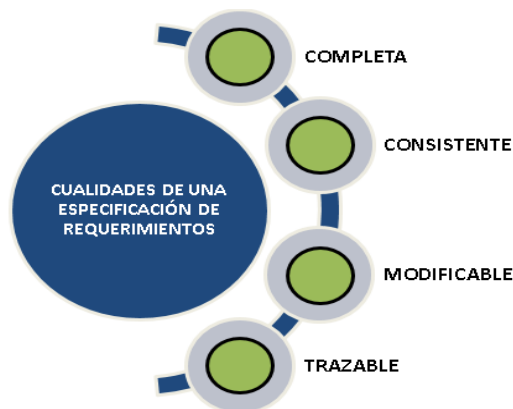 COMPLETA
CONSISTENTE
CUALIDADES DE UNA
ESPECIFICACIÓN DE
REQUERIMIENTOS
MODIFICABLE
TRAZABLE